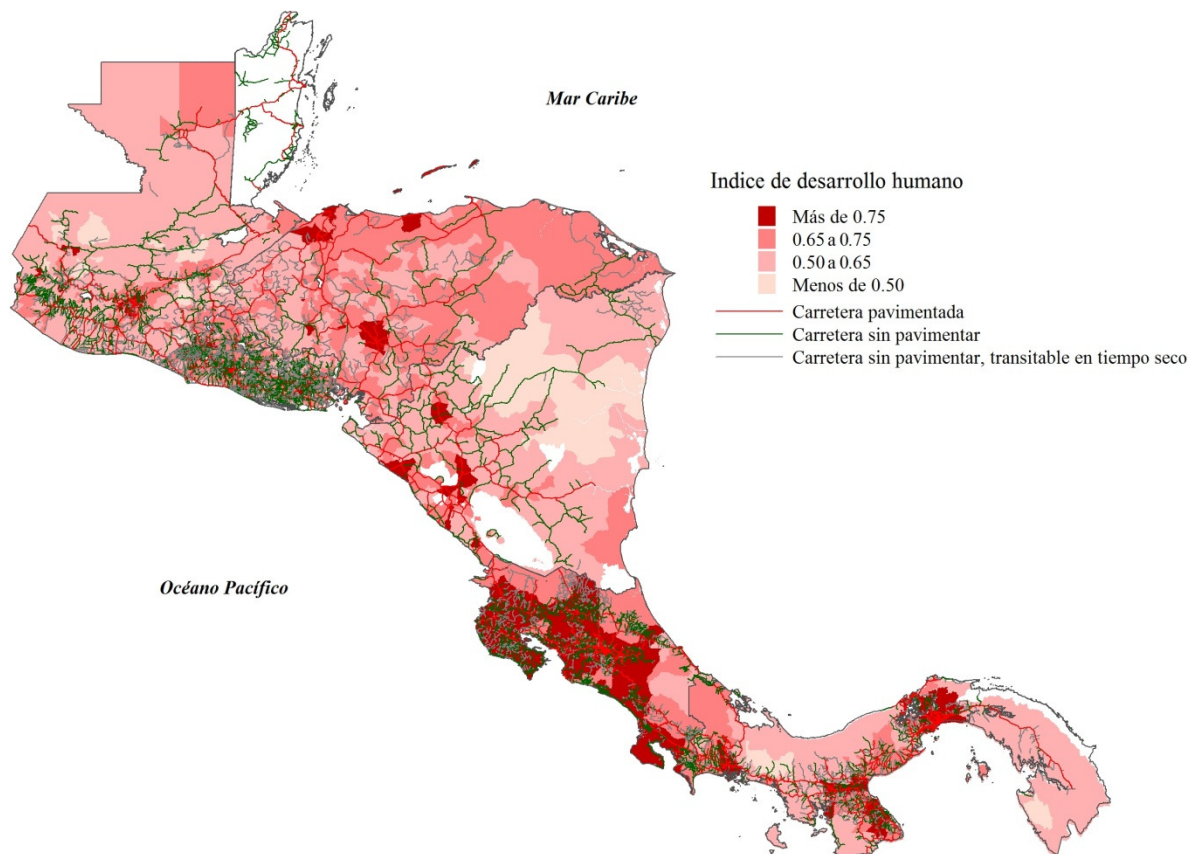 Mar Caribe
Indice de desarrollo humano
Más de 0.75
0.65 a 0.75
0.50 a 0.65
Menos de 0.50
Carretera pavimentada
Carretera sin pavimentar
Carretera sin pavimentar, transitable en tiempo seco
Océano Pacífico